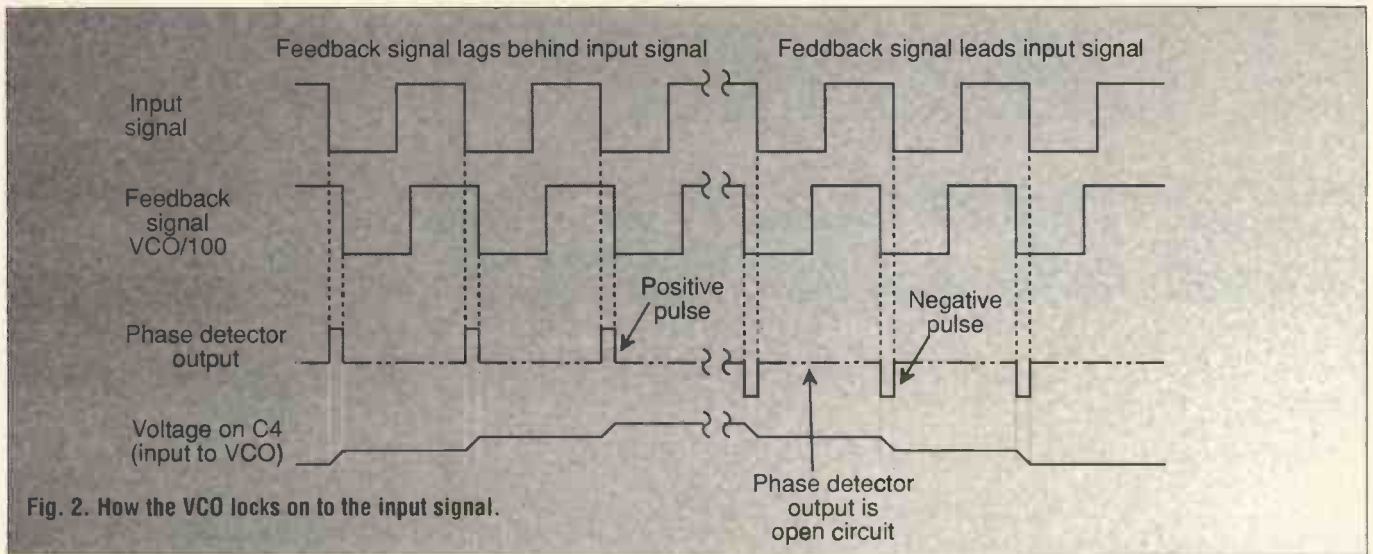 Feedback signal lags behind input signal
Feddback signal leads input signal
Input
signal
Feedback
signal
VCO/100
Positive
pulse
Negative
pulse
Phase detector
output
Voltage on C4
(input to VCO)
Phase detector
output is
open circuit
Fig. 2. How the VCO locks on to the input signal.